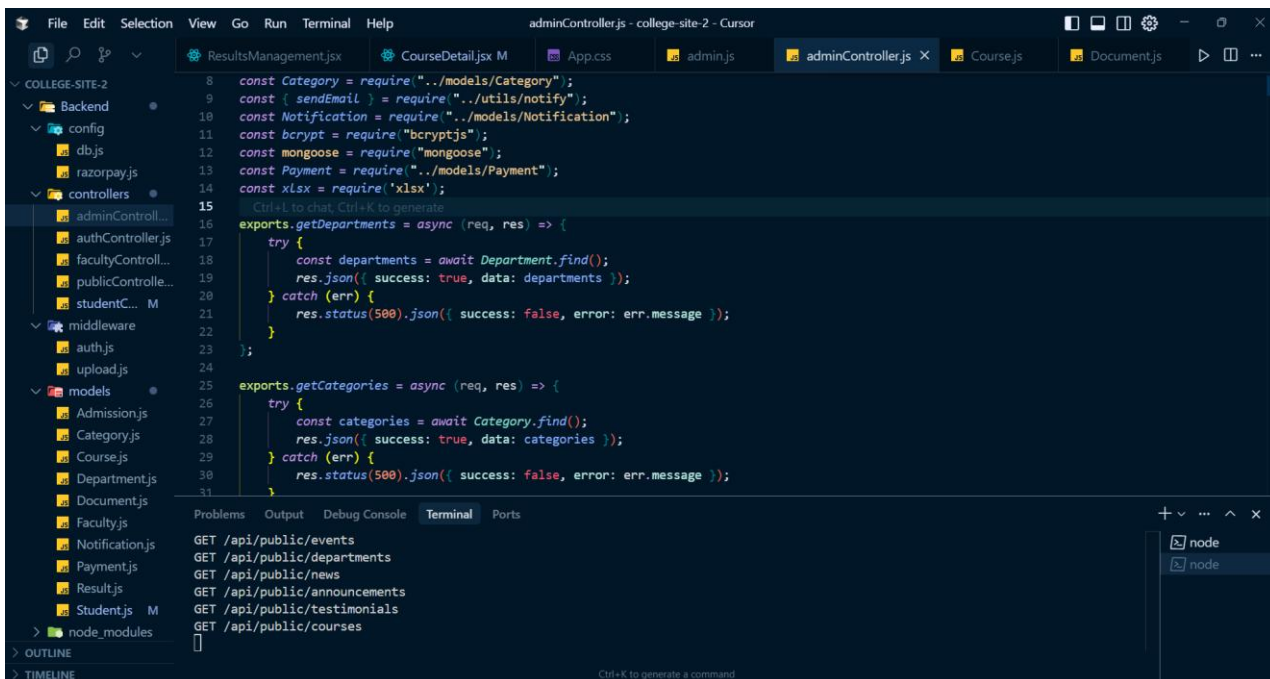 File Edit Selection View Go Run Terminal Help adminController.js - college-site-2 - Cursor
ResultsManagement.jsx CourseDetail.jsx M App.css admin.js adminController.js Course.js Document.js
COLLEGE-SITE-2
Backend
config
db.js
razorpay.js
controllers
adminControll...
authController.js
facultyControll...
publicControlle...
studentC... M
middleware
auth.js
upload.js
models
Admission.js
Category.js
Course.js
Department.js
Document.js
Faculty.js
Notification.js
Payment.js
Result.js
Student.js M
node_modules
OUTLINE
TIMELINE
8 const Category = require("../models/Category");
9 const { sendEmail } = require("../utils/notify");
10 const Notification = require("../models/Notification");
11 const bcrypt = require("bcryptjs");
12 const mongoose = require("mongoose");
13 const Payment = require("../models/Payment");
14 const xlsx = require('xlsx');
15 Ctrl+L to chat, Ctrl+K to generate
16 exports.getDepartments = async (req, res) => {
17 try {
18 const departments = await Department.find();
19 res.json({ success: true, data: departments });
20 } catch (err) {
21 res.status(500).json({ success: false, error: err.message });
22 }
23 };
24
25 exports.getCategories = async (req, res) => {
26 try {
27 const categories = await Category.find();
28 res.json({ success: true, data: categories });
29 } catch (err) {
30 res.status(500).json({ success: false, error: err.message });
31 }
Problems Output Debug Console Terminal Ports
GET /api/public/events
GET /api/public/departments
GET /api/public/news
GET /api/public/announcements
GET /api/public/testimonials
GET /api/public/courses
node
node
Ctrl+K to generate a command